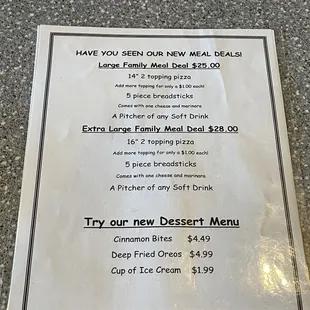 HAVE YOU SEEN OUR NEW MEAL DEALS!
Large Family Meal Deal $25.00
14" 2 topping pizza
Add more topping for only a $1.00 each!
5 piece breadsticks
Comes with one cheese and marinara
A Pitcher of any Soft Drink
Extra Large Family Meal Deal $28.00
16" 2 topping pizza
Add more topping for only a $1.00!
5 piece breadsticks
Comes with one cheese and marinara
A Pitcher of any Soft Drink
Try our new Dessert Menu
Cinnamon Bites $4.49
Deep Fried Oreos $4.99
Cup of Ice Cream $1.99